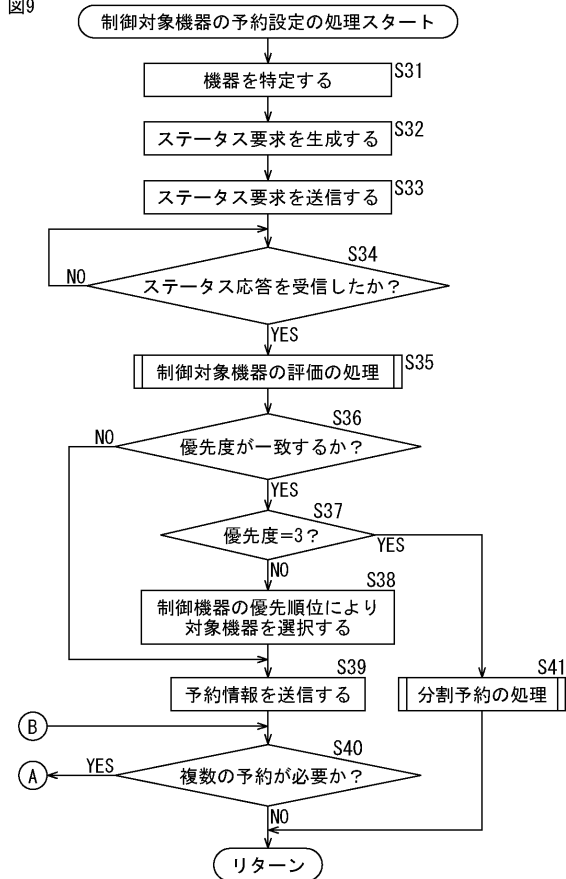 図9
制御対象機器の予約設定の処理スタート
機器を特定する
S31
ステータス要求を生成する
S32
ステータス要求を送信する
S33
S34
ステータス応答を受信したか？
NO
YES
制御対象機器の評価の処理
S35
S36
優先度が一致するか？
NO
YES
S37
優先度=3？
YES
NO
S38
制御機器の優先順位により
対象機器を選択する
S39
予約情報を送信する
S41
分割予約の処理
B
S40
複数の予約が必要か？
YES
A
NO
リターン